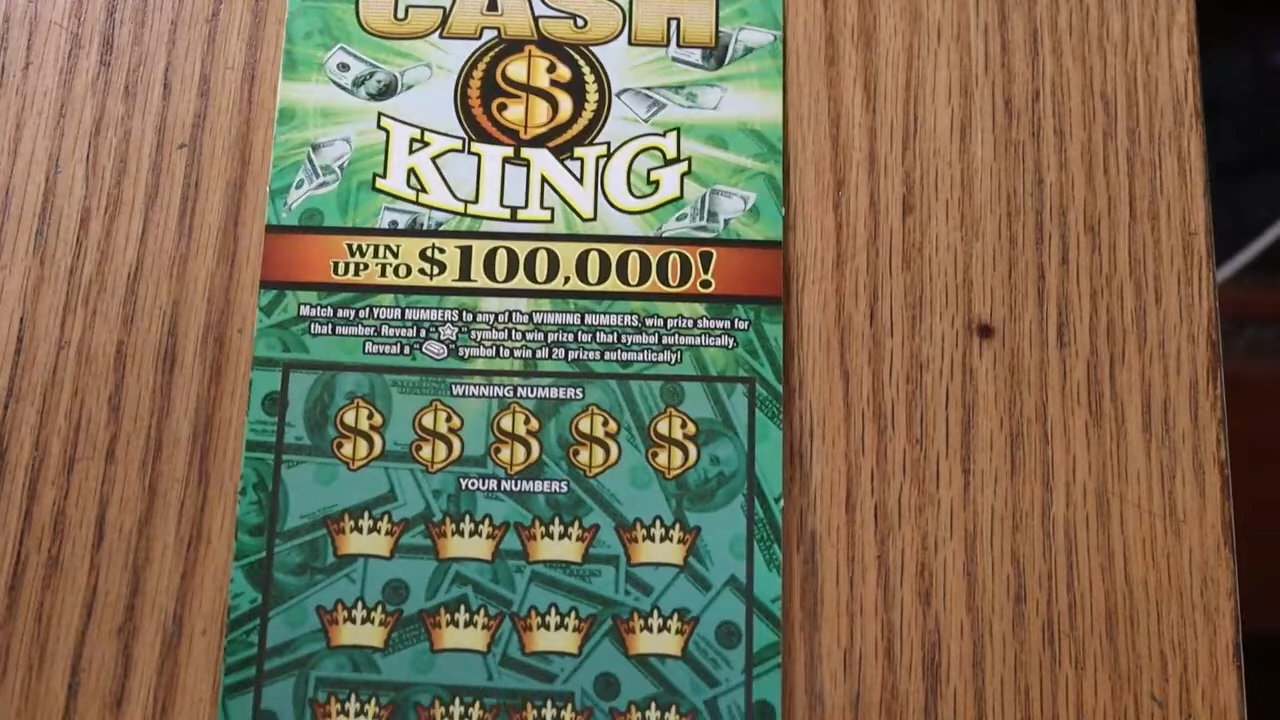 CASH
$
KING
WIN
UP TO $100,000!
Match any of YOUR NUMBERS to any of the WINNING NUMBERS, win prize shown for
that number. Reveal a " " symbol to win prize for that symbol automatically.
Reveal a " " symbol to win all 20 prizes automatically!
WINNING NUMBERS
$ $ $ $ $
YOUR NUMBERS